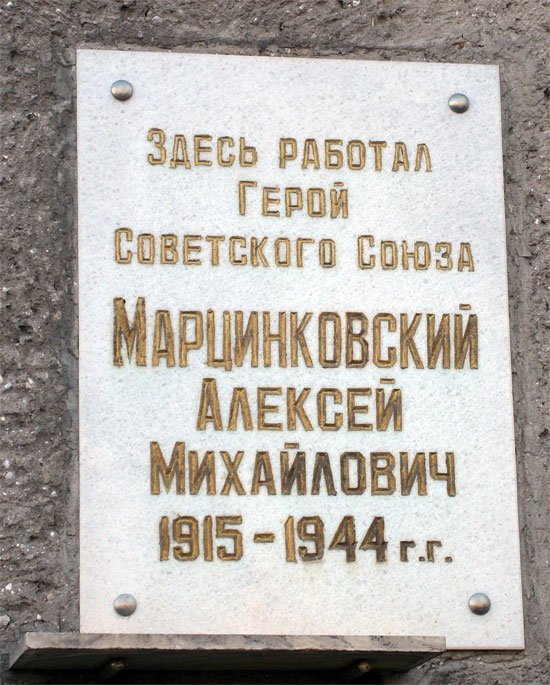 Здесь работал
Герой
Советского Союза
Марцинковский
Алексей
Михайлович
1915-1944 г.г.